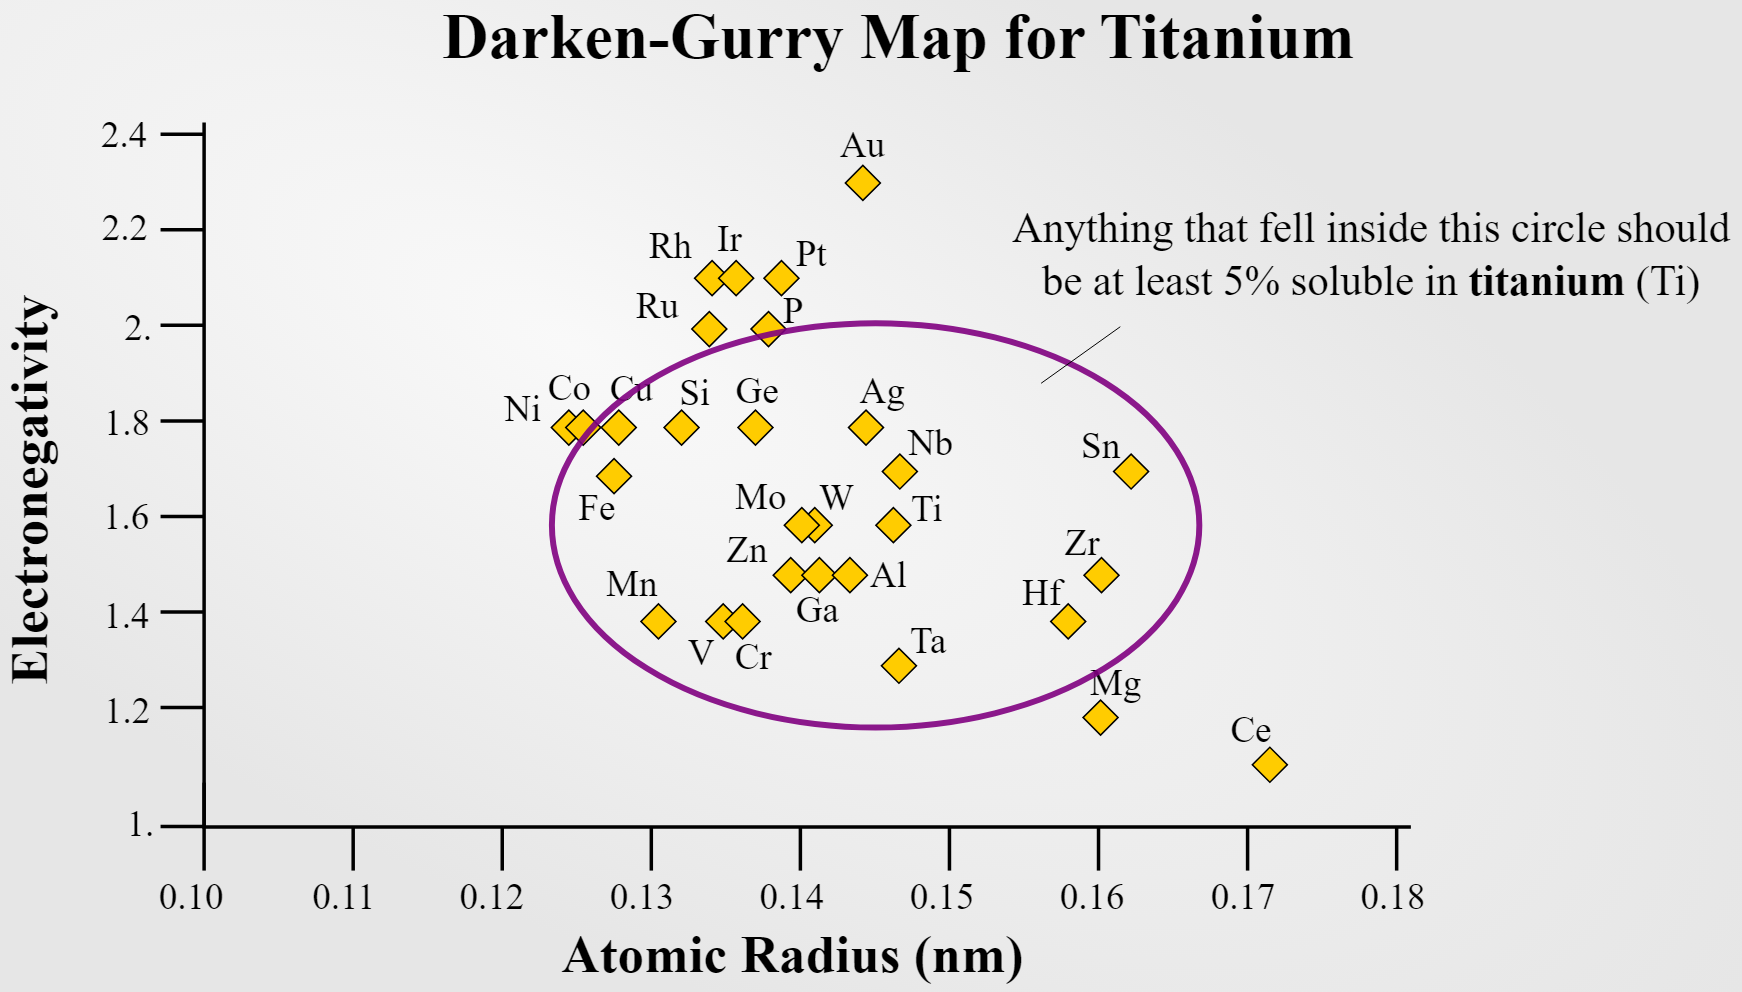 Darken-Gurry Map for Titanium
2.4
2.2
2.
1.8
1.6
1.4
1.2
1.
Electronegativity
Au
Rh
Ir
Pt
Ru
P
Anything that fell inside this circle should
be at least 5% soluble in titanium (Ti)
Ni
Co
Cu
Si
Ge
Ag
Nb
Sn
Fe
Mo
W
Ti
Zn
Zr
Mn
Al
Hf
Ga
V
Cr
Ta
Mg
Ce
0.10
0.11
0.12
0.13
0.14
0.15
0.16
0.17
0.18
Atomic Radius (nm)